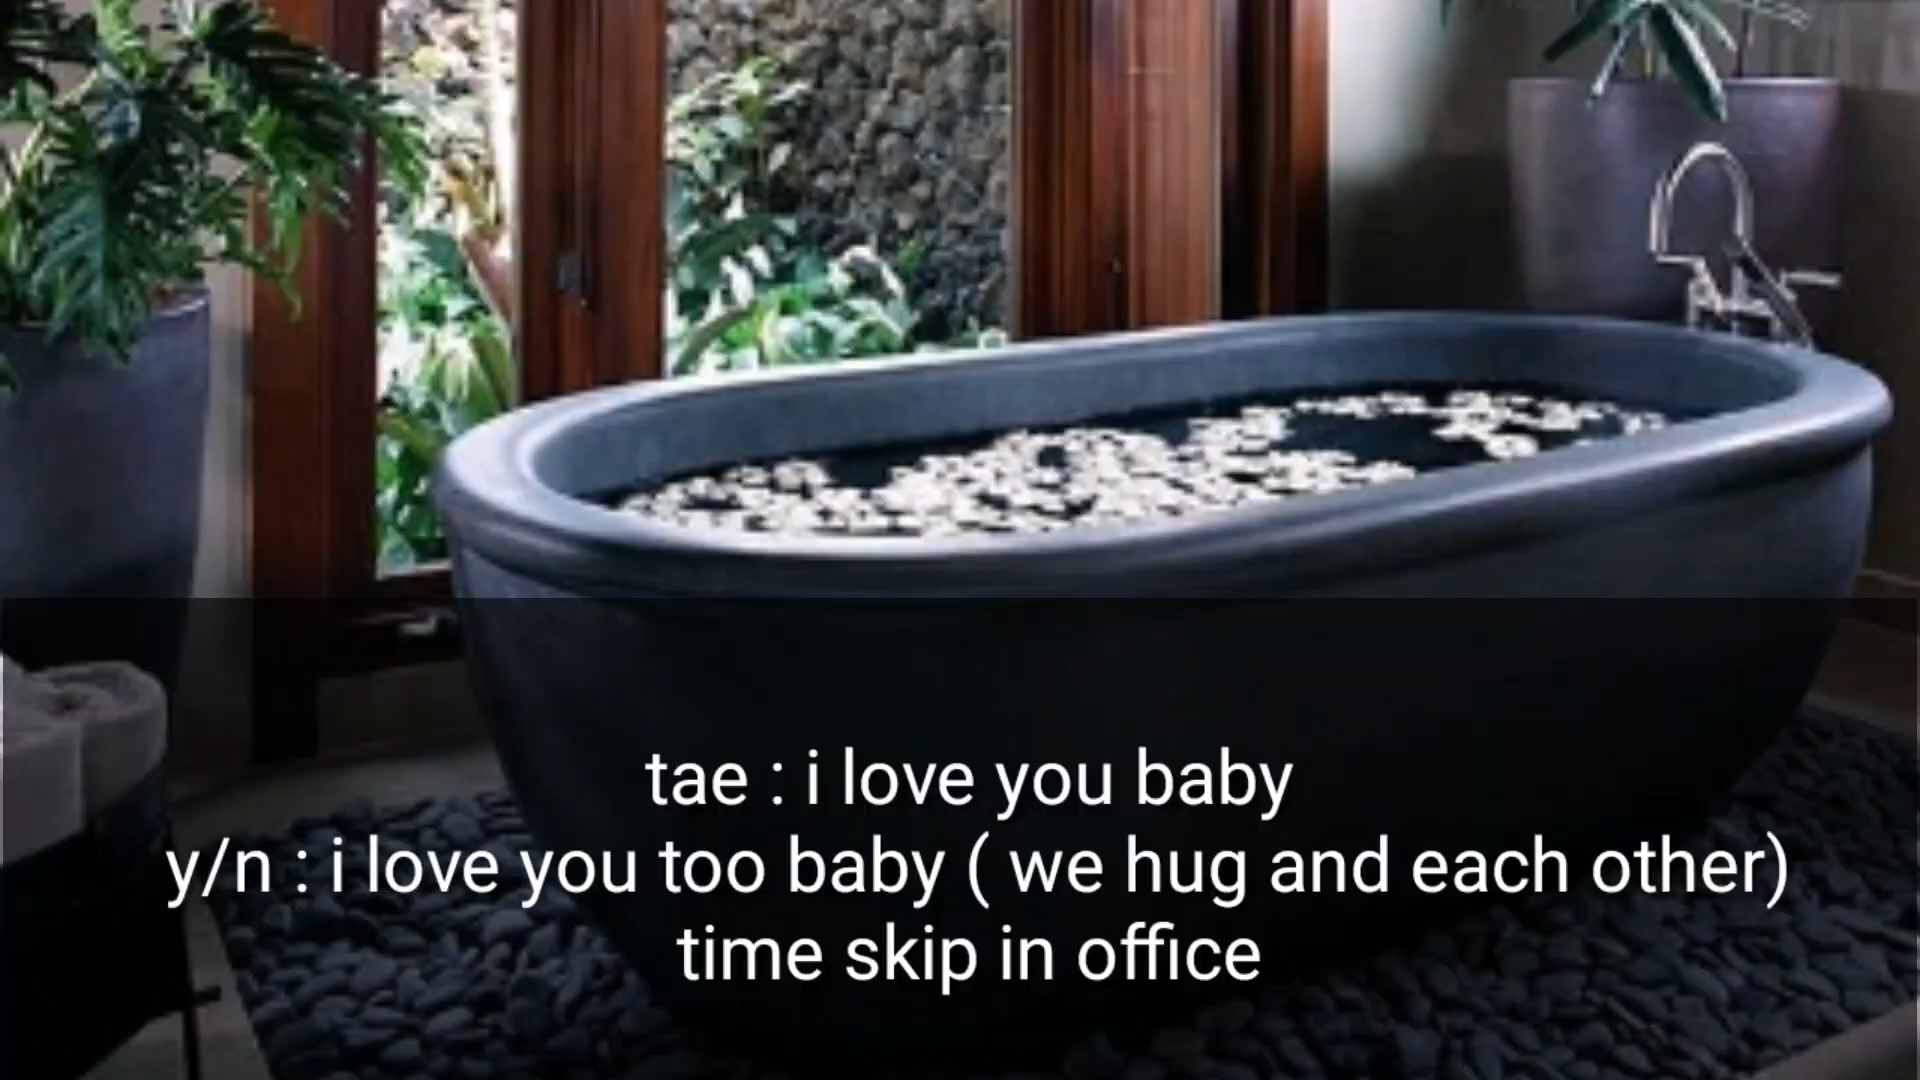 tae : i love you baby
y/n : i love you too baby ( we hug and each other)
time skip in office